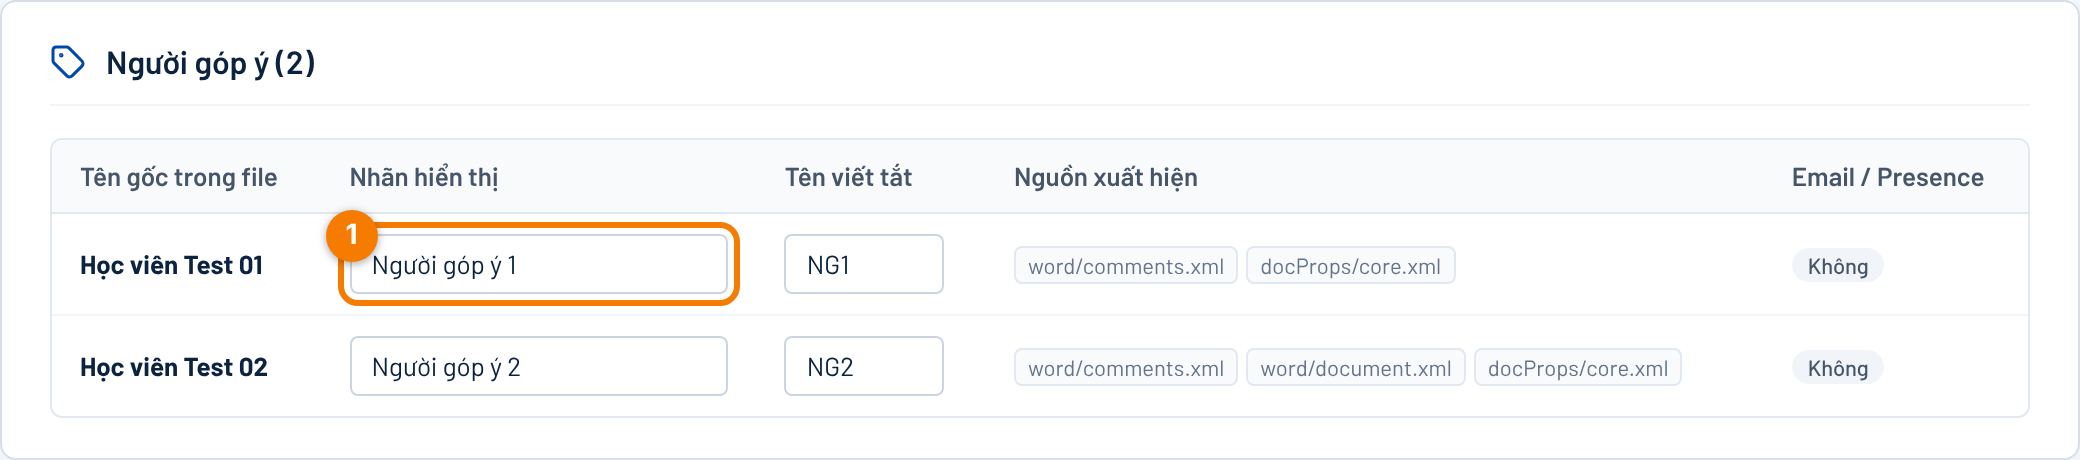 Người góp ý (2)
Tên gốc trong file Nhãn hiển thị Tên viết tắt Nguồn xuất hiện Email / Presence
1
Học viên Test 01 Người góp ý 1 NG1 word/comments.xml docProps/core.xml Không
Học viên Test 02 Người góp ý 2 NG2 word/comments.xml word/document.xml docProps/core.xml Không